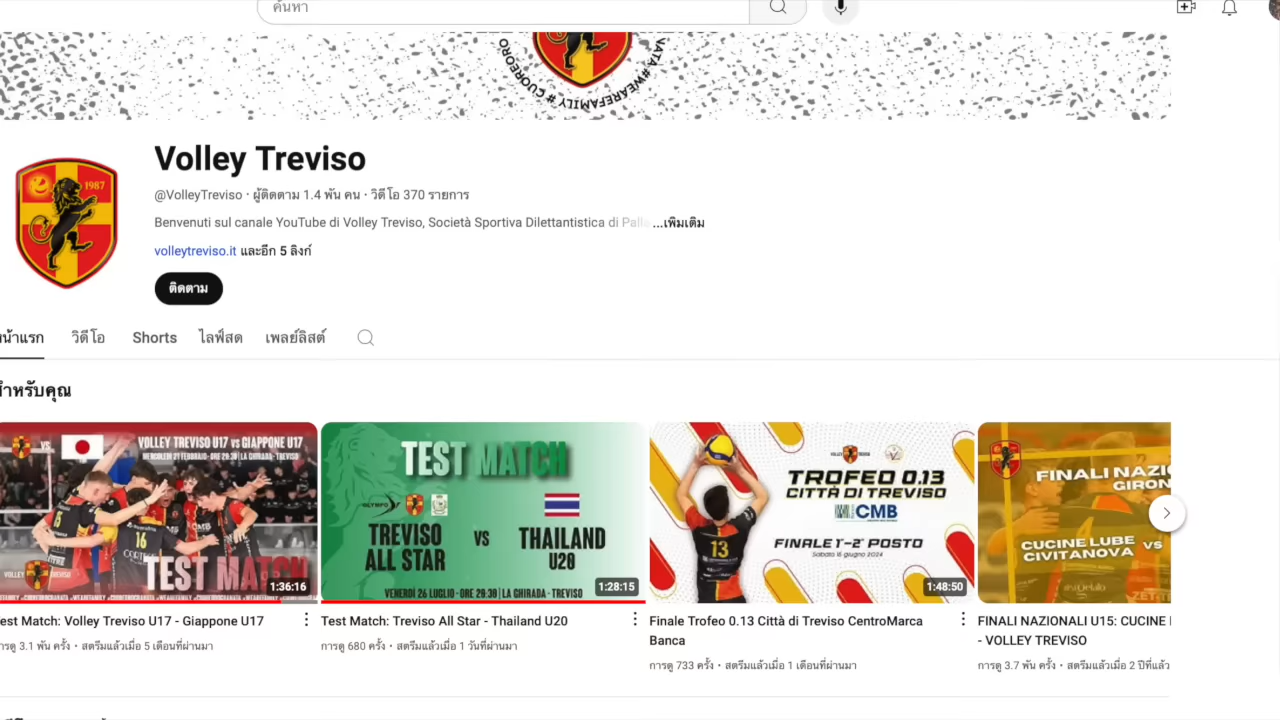 ค้นหา
#WEAREFAMILY # CUOREORO
1987
Volley Treviso
@VolleyTreviso · ผู้ติดตาม 1.4 พัน คน · วิดีโอ 370 รายการ
Benvenuti sul canale YouTube di Volley Treviso, Società Sportiva Dilettantistica di Palla ...เพิ่มเติม
volleytreviso.it และอีก 5 ลิงก์
ติดตาม
น้าแรก วิดีโอ Shorts ไลฟ์สด เพลย์ลิสต์
สำหรับคุณ
VS
VOLLEY TREVISO U17 vs GIAPPONE U17
TEST MATCH
1:36:16
TEST MATCH
TREVISO ALL STAR
VS
THAILAND U20
VENERDÌ 26 LUGLIO - ORE 20:30 | LA GHIRADA - TREVISO
1:28:15
TROFEO 0.13
CITTÀ DI TREVISO
CMB
13
FINALE 1-2° POSTO
Sabato 16 giugno 2024
1:48:50
FINALI NAZIO
GIRON
CUCINE LUBE
CIVITANOVA VS
est Match: Volley Treviso U17 - Giappone U17
ารดู 3.1 พัน ครั้ง · สตรีมแล้วเมื่อ 5 เดือนที่ผ่านมา
Test Match: Treviso All Star - Thailand U20
การดู 680 ครั้ง · สตรีมแล้วเมื่อ 1 วันที่ผ่านมา
Finale Trofeo 0.13 Città di Treviso CentroMarca
Banca
การดู 733 ครั้ง · สตรีมแล้วเมื่อ 1 เดือนที่ผ่านมา
FINALI NAZIONALI U15: CUCINE
- VOLLEY TREVISO
การดู 3.7 พัน ครั้ง · สตรีมแล้วเมื่อ 2 ปีที่แล้ว